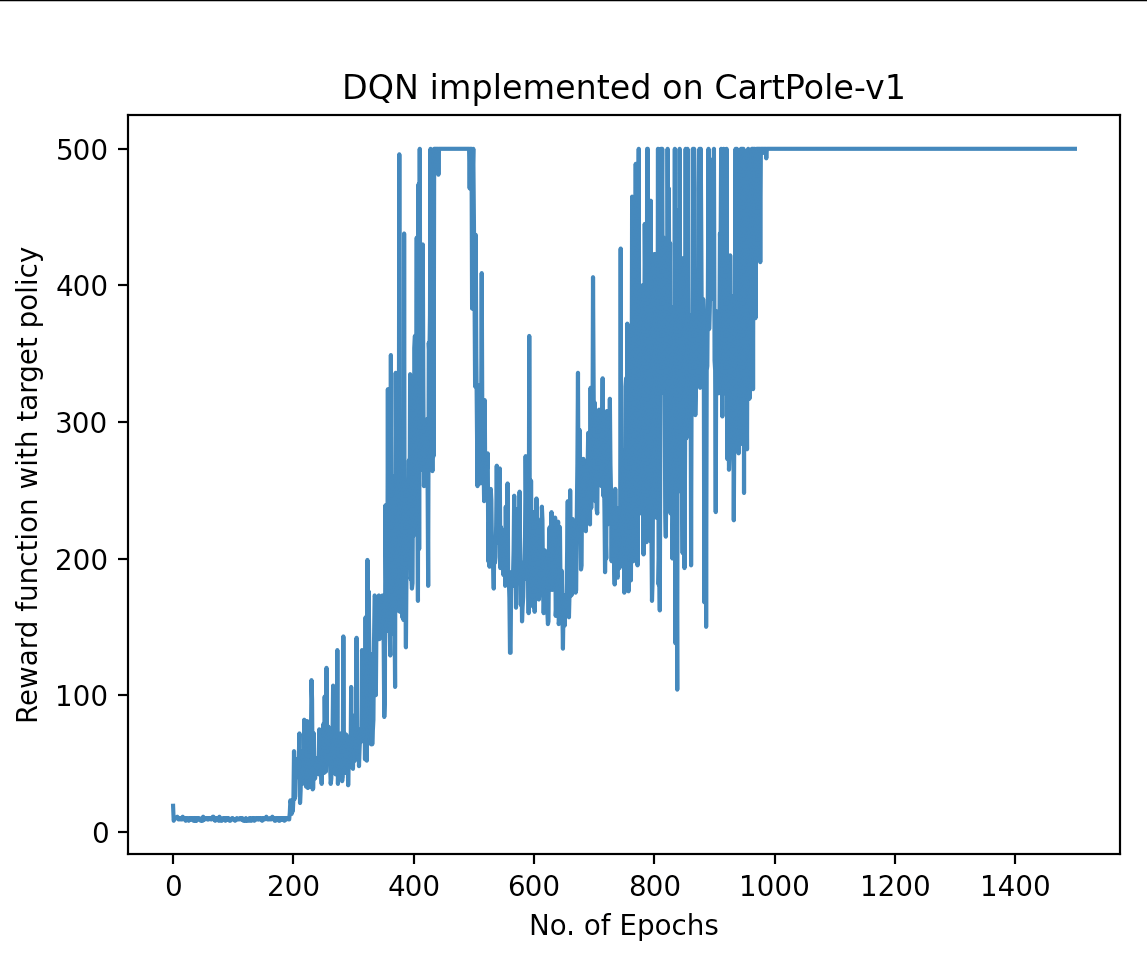 DQN implemented on CartPole-v1
500
400
300
200
100
0
Reward function with target policy
0 200 400 600 800 1000 1200 1400
No. of Epochs